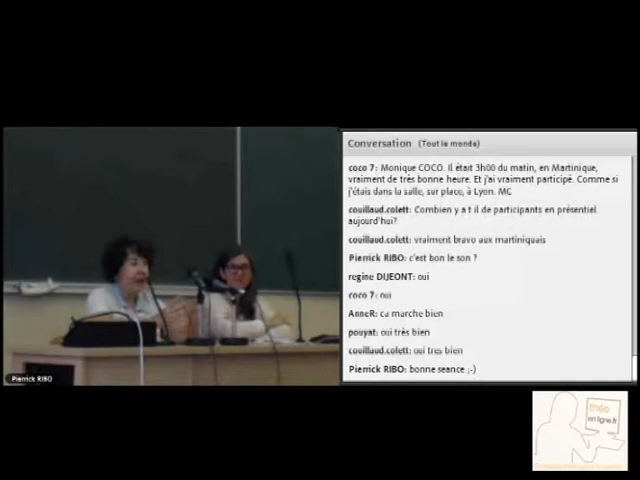 Conversation (Tout le monde)
coco 7: Monique COCO. Il était 3h00 du matin, en Martinique,
vraiment de très bonne heure. Et j'ai vraiment participé. Comme si
j'étais dans la salle, sur place, à Lyon. MC
couillaud.colett: Combien y a t il de participants en présentiel
aujourd'hui?
couillaud.colett: vraiment bravo aux martiniquais
Pierrick RIBO: c'est bon le son ?
regine DIJEONT: oui
coco 7: oui
AnneR: ca marche bien
pouyat: oui très bien
couillaud.colett: oui tres bien
Pierrick RIBO: bonne seance ;-)
Pierrick RIBO
théo
en ligne.fr